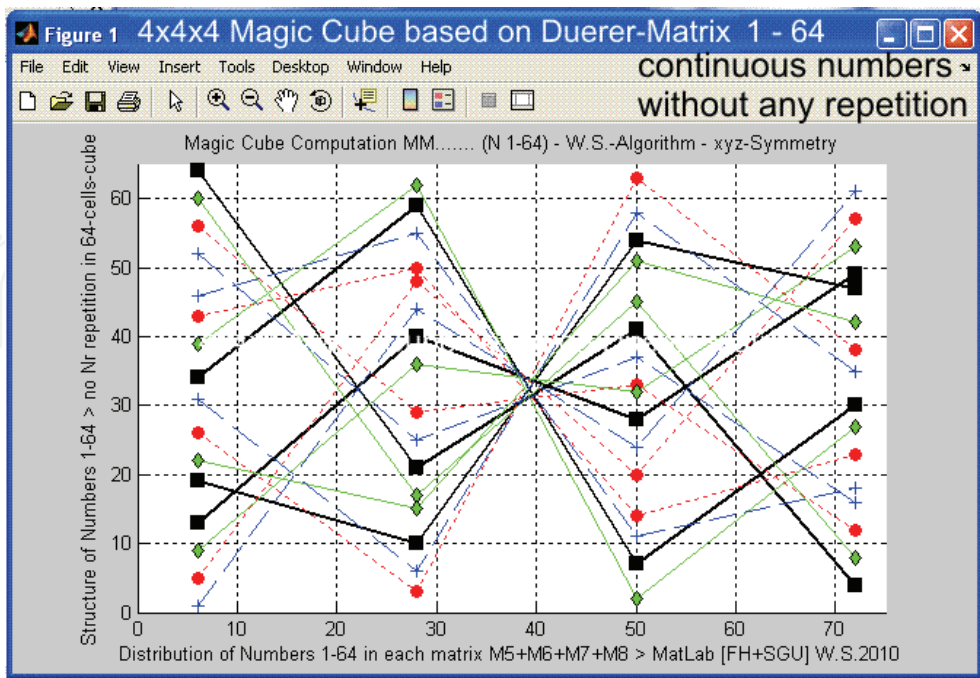 Figure 1 4x4x4 Magic Cube based on Duerer-Matrix 1 - 64
File Edit View Insert Tools Desktop Window Help
continuous numbers
without any repetition
Magic Cube Computation MM....... (N 1-64) - W.S.-Algorithm - xyz-Symmetry
Structure of Numbers 1-64 > no Nr repetition in 64-cells-cube
60
50
40
30
20
10
0
0 10 20 30 40 50 60 70
Distribution of Numbers 1-64 in each matrix M5+M6+M7+M8 > MatLab [FH+SGU] W.S.2010